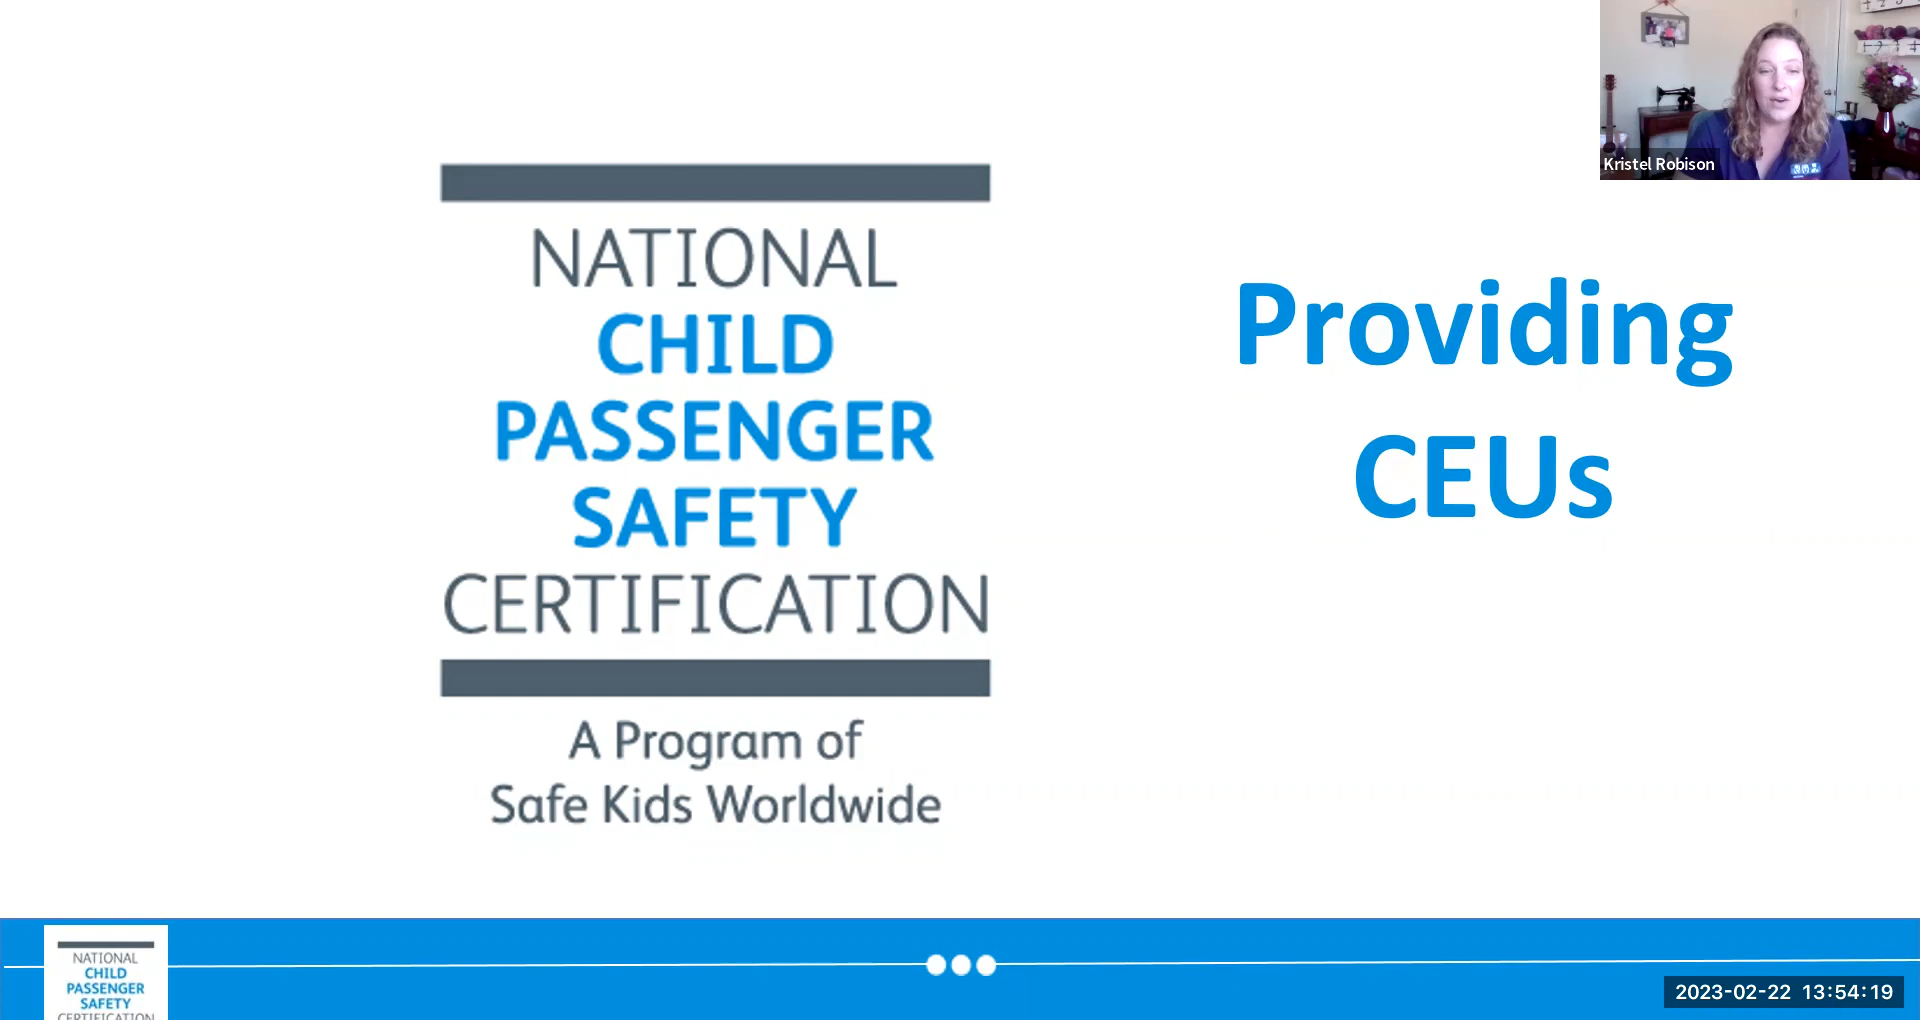 Kristel Robison
NATIONAL
CHILD
PASSENGER
SAFETY
CERTIFICATION
A Program of
Safe Kids Worldwide
Providing
CEUs
NATIONAL
CHILD
PASSENGER
SAFETY
CERTIFICATION
2023-02-22 13:54:19